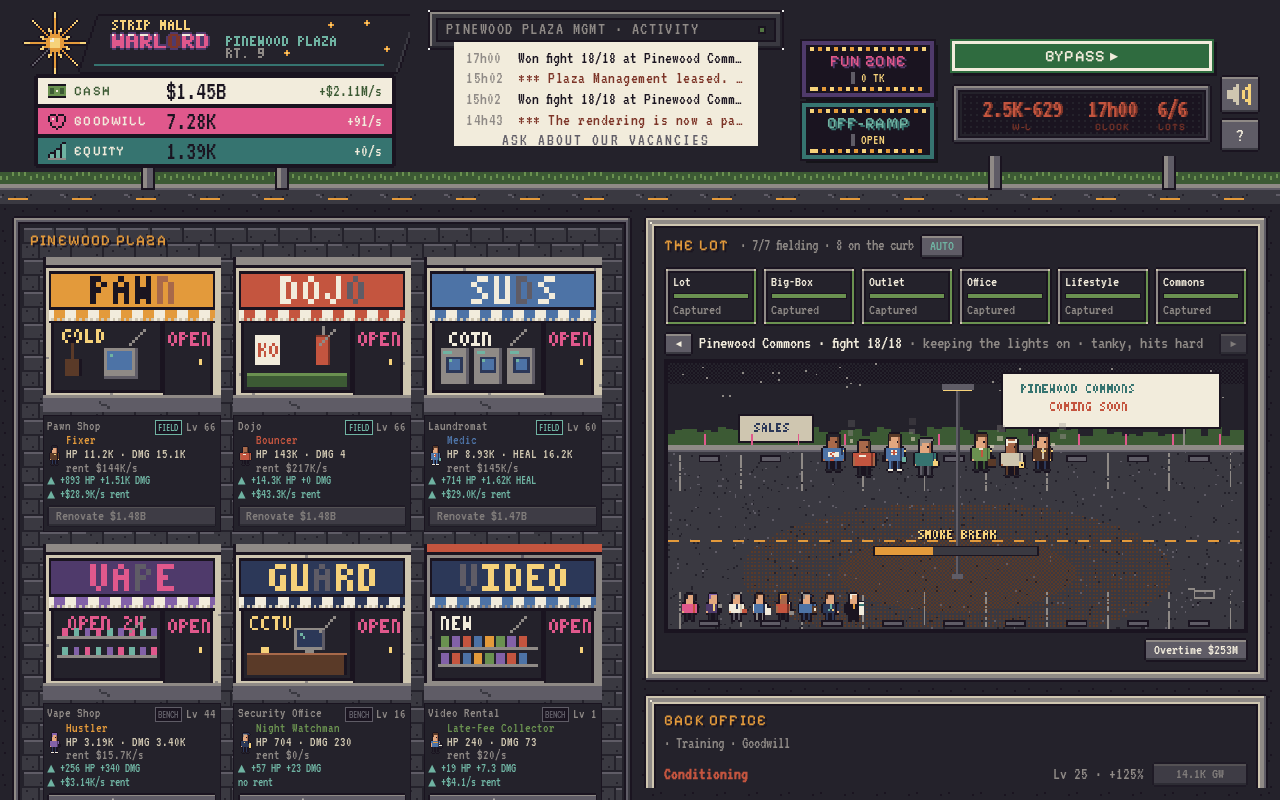 STRIP MALL
WARLORD
PINEWOOD PLAZA
RT. 9
CASH $1.45B +$2.11M/s
GOODWILL 7.28K +91/s
EQUITY 1.39K +0/s
PINEWOOD PLAZA MGMT · ACTIVITY
17h00 Won fight 18/18 at Pinewood Comm…
15h02 *** Plaza Management leased. …
15h02 Won fight 18/18 at Pinewood Comm…
14h43 *** The rendering is now a pa…
ASK ABOUT OUR VACANCIES
FUN ZONE
0 TK
OFF-RAMP
OPEN
BYPASS ▶
2.5K-629 17h00 6/6
W-L CLOCK LOTS
?
PINEWOOD PLAZA
PAWN
GOLD
OPEN
Pawn Shop FIELD Lv 66
Fixer
HP 11.2K · DMG 15.1K
rent $144K/s
▲ +893 HP +1.51K DMG
▲ +$28.9K/s rent
Renovate $1.48B
DOJO
KO
OPEN
Dojo FIELD Lv 66
Bouncer
HP 143K · DMG 4
rent $217K/s
▲ +14.3K HP +0 DMG
▲ +$43.3K/s rent
Renovate $1.48B
SUDS
COIN
OPEN
Laundromat FIELD Lv 60
Medic
HP 8.93K · HEAL 16.2K
rent $145K/s
▲ +714 HP +1.62K HEAL
▲ +$29.0K/s rent
Renovate $1.47B
VAPE
OPEN 2K
OPEN
Vape Shop BENCH Lv 44
Hustler
HP 3.19K · DMG 3.40K
rent $15.7K/s
▲ +256 HP +340 DMG
▲ +$3.14K/s rent
GUARD
CCTV
OPEN
Security Office BENCH Lv 16
Night Watchman
HP 704 · DMG 230
rent $0/s
▲ +57 HP +23 DMG
no rent
VIDEO
NEW
OPEN
Video Rental BENCH Lv 1
Late-Fee Collector
HP 240 · DMG 73
rent $20/s
▲ +19 HP +7.3 DMG
▲ +$4.1/s rent
THE LOT · 7/7 fielding · 8 on the curb AUTO
Lot
Captured
Big-Box
Captured
Outlet
Captured
Office
Captured
Lifestyle
Captured
Commons
Captured
◄ Pinewood Commons · fight 18/18 · keeping the lights on · tanky, hits hard ►
PINEWOOD COMMONS
COMING SOON
SALES
SMOKE BREAK
Overtime $253M
BACK OFFICE
· Training · Goodwill
Conditioning Lv 25 · +125% 14.1K GW